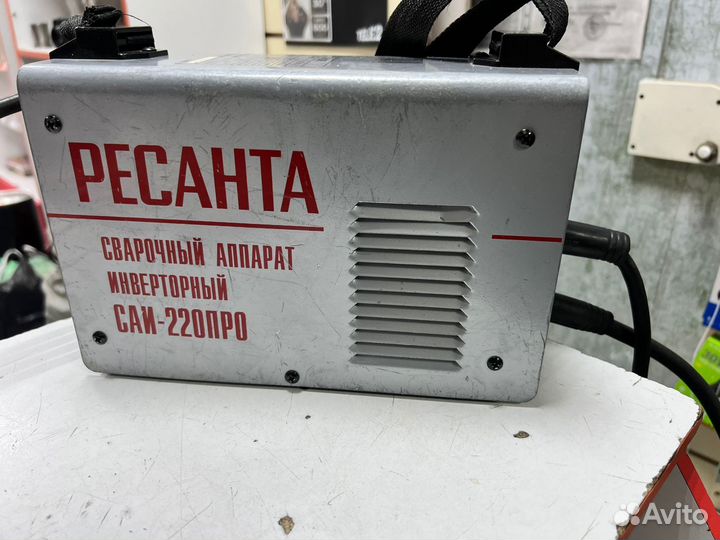 РЕСАНТА
СВАРОЧНЫЙ АППАРАТ
ИНВЕРТОРНЫЙ
САИ-220ПРО
Avito